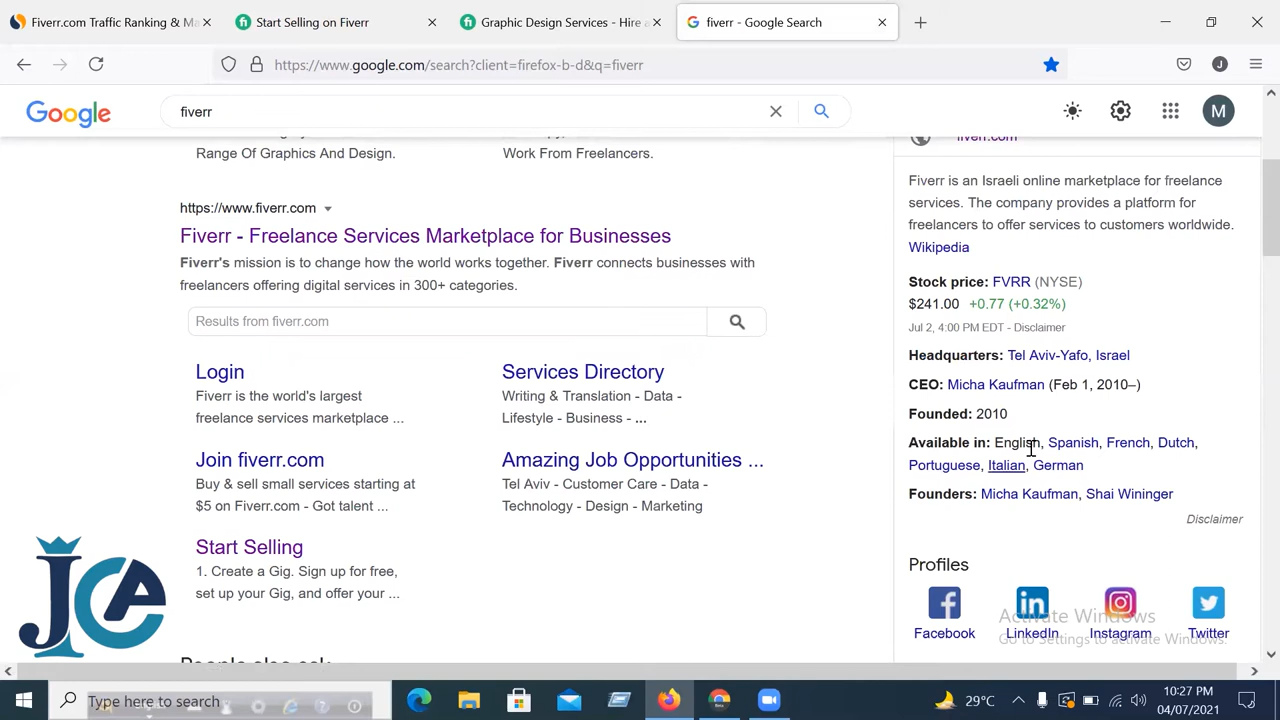 Fiverr.com Traffic Ranking & Ma
Start Selling on Fiverr
Graphic Design Services - Hire a
fiverr - Google Search
https://www.google.com/search?client=firefox-b-d&q=fiverr
J
Google
fiverr
M
Range Of Graphics And Design.
Work From Freelancers.
https://www.fiverr.com
Fiverr - Freelance Services Marketplace for Businesses
Fiverr's mission is to change how the world works together. Fiverr connects businesses with
freelancers offering digital services in 300+ categories.
Results from fiverr.com
Login
Fiverr is the world's largest
freelance services marketplace ...
Services Directory
Writing & Translation - Data -
Lifestyle - Business - ...
Join fiverr.com
Buy & sell small services starting at
$5 on Fiverr.com - Got talent ...
Amazing Job Opportunities ...
Tel Aviv - Customer Care - Data -
Technology - Design - Marketing
Start Selling
1. Create a Gig. Sign up for free,
set up your Gig, and offer your ...
People also ask
fiverr.com
Fiverr is an Israeli online marketplace for freelance
services. The company provides a platform for
freelancers to offer services to customers worldwide.
Wikipedia
Stock price: FVRR (NYSE)
$241.00 +0.77 (+0.32%)
Jul 2, 4:00 PM EDT - Disclaimer
Headquarters: Tel Aviv-Yafo, Israel
CEO: Micha Kaufman (Feb 1, 2010–)
Founded: 2010
Available in: English, Spanish, French, Dutch,
Portuguese, Italian, German
Founders: Micha Kaufman, Shai Wininger
Disclaimer
Profiles
Facebook
LinkedIn
Instagram
Twitter
Activate Windows
Go to Settings to activate Windows.
JCA
Type here to search
29°C
10:27 PM
04/07/2021